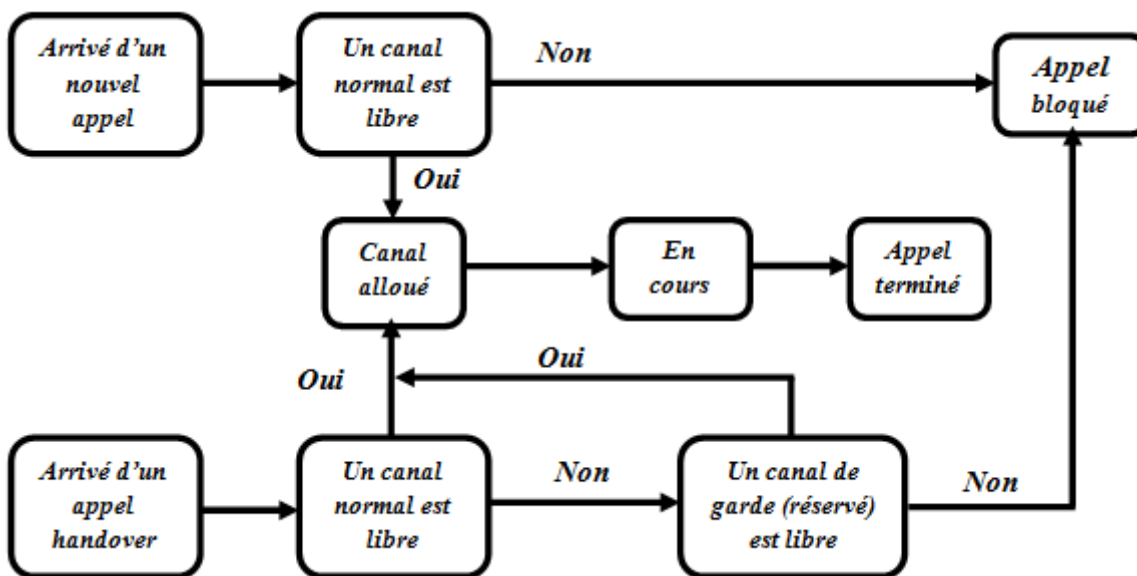 Arrivé d'un
nouvel
appel
Un canal
normal est
libre
Non
Appel
bloqué
Oui
Canal
alloué
En
cours
Appel
terminé
Oui
Oui
Arrivé d'un
appel
handover
Un canal
normal est
libre
Non
Un canal de
garde (réservé)
est libre
Non